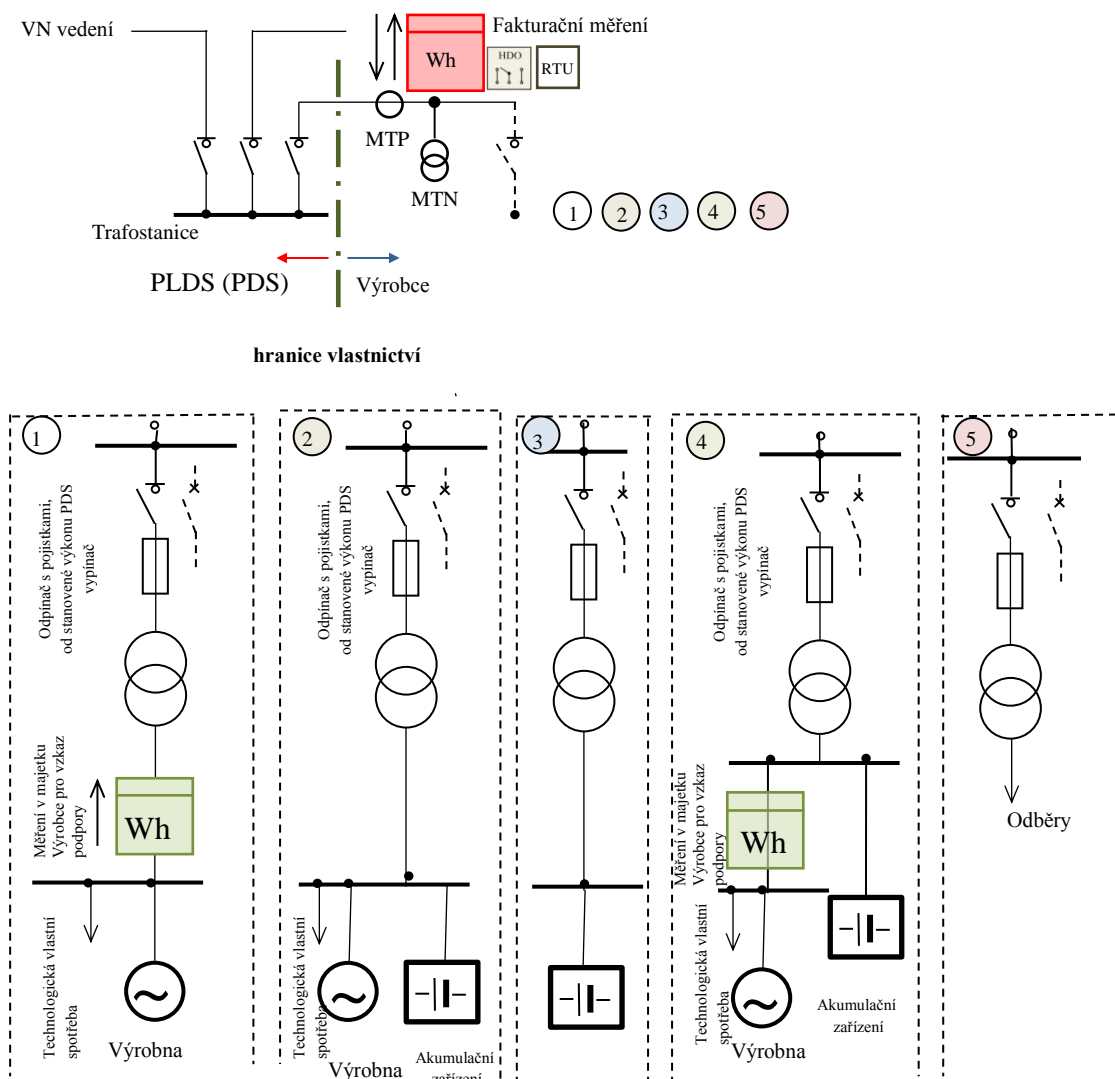 VN vedení
Fakturační měření
Wh
HDO
RTU
MTP
MTN
Trafostanice
PLDS (PDS)
Výrobce
1
2
3
4
5
hranice vlastnictví
1
Odpínač s pojistkami,
od stanovené výkonu PDS
vypínač
Měření v majetku
Výrobce pro vzkaz
podpory
Wh
Technologická vlastní
spotřeba
Výrobna
2
Odpínač s pojistkami,
od stanovené výkonu PDS
vypínač
Technologická vlastní
spotřeba
Výrobna
Akumulační
zařízení
3
4
Odpínač s pojistkami,
od stanovené výkonu PDS
vypínač
Měření v majetku
Výrobce pro vzkaz
podpory
Wh
Technologická vlastní
spotřeba
Výrobna
Akumulační
zařízení
5
Odběry